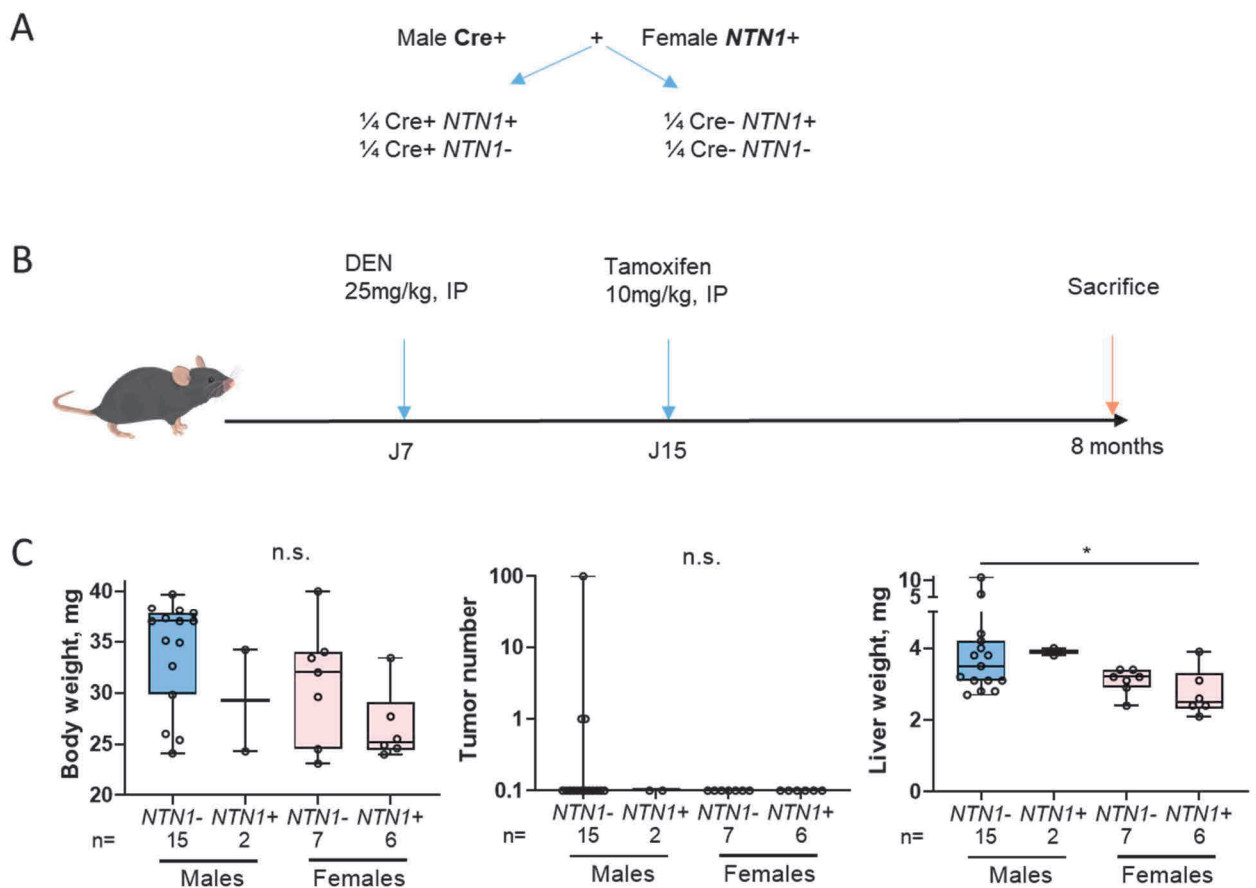 A
Male Cre+ + Female NTN1+
¼ Cre+ NTN1+ ¼ Cre- NTN1+
¼ Cre+ NTN1- ¼ Cre- NTN1-
B
DEN
25mg/kg, IP
Tamoxifen
10mg/kg, IP
Sacrifice
J7 J15 8 months
C
n.s.
Body weight, mg
40
35
30
25
20
NTN1- NTN1+ NTN1- NTN1+
n= 15 2 7 6
Males Females
n.s.
Tumor number
100
10
1
0.1
NTN1- NTN1+ NTN1- NTN1+
15 2 7 6
Males Females
*
Liver weight, mg
10
5
4
2
0
NTN1- NTN1+ NTN1- NTN1+
n= 15 2 7 6
Males Females